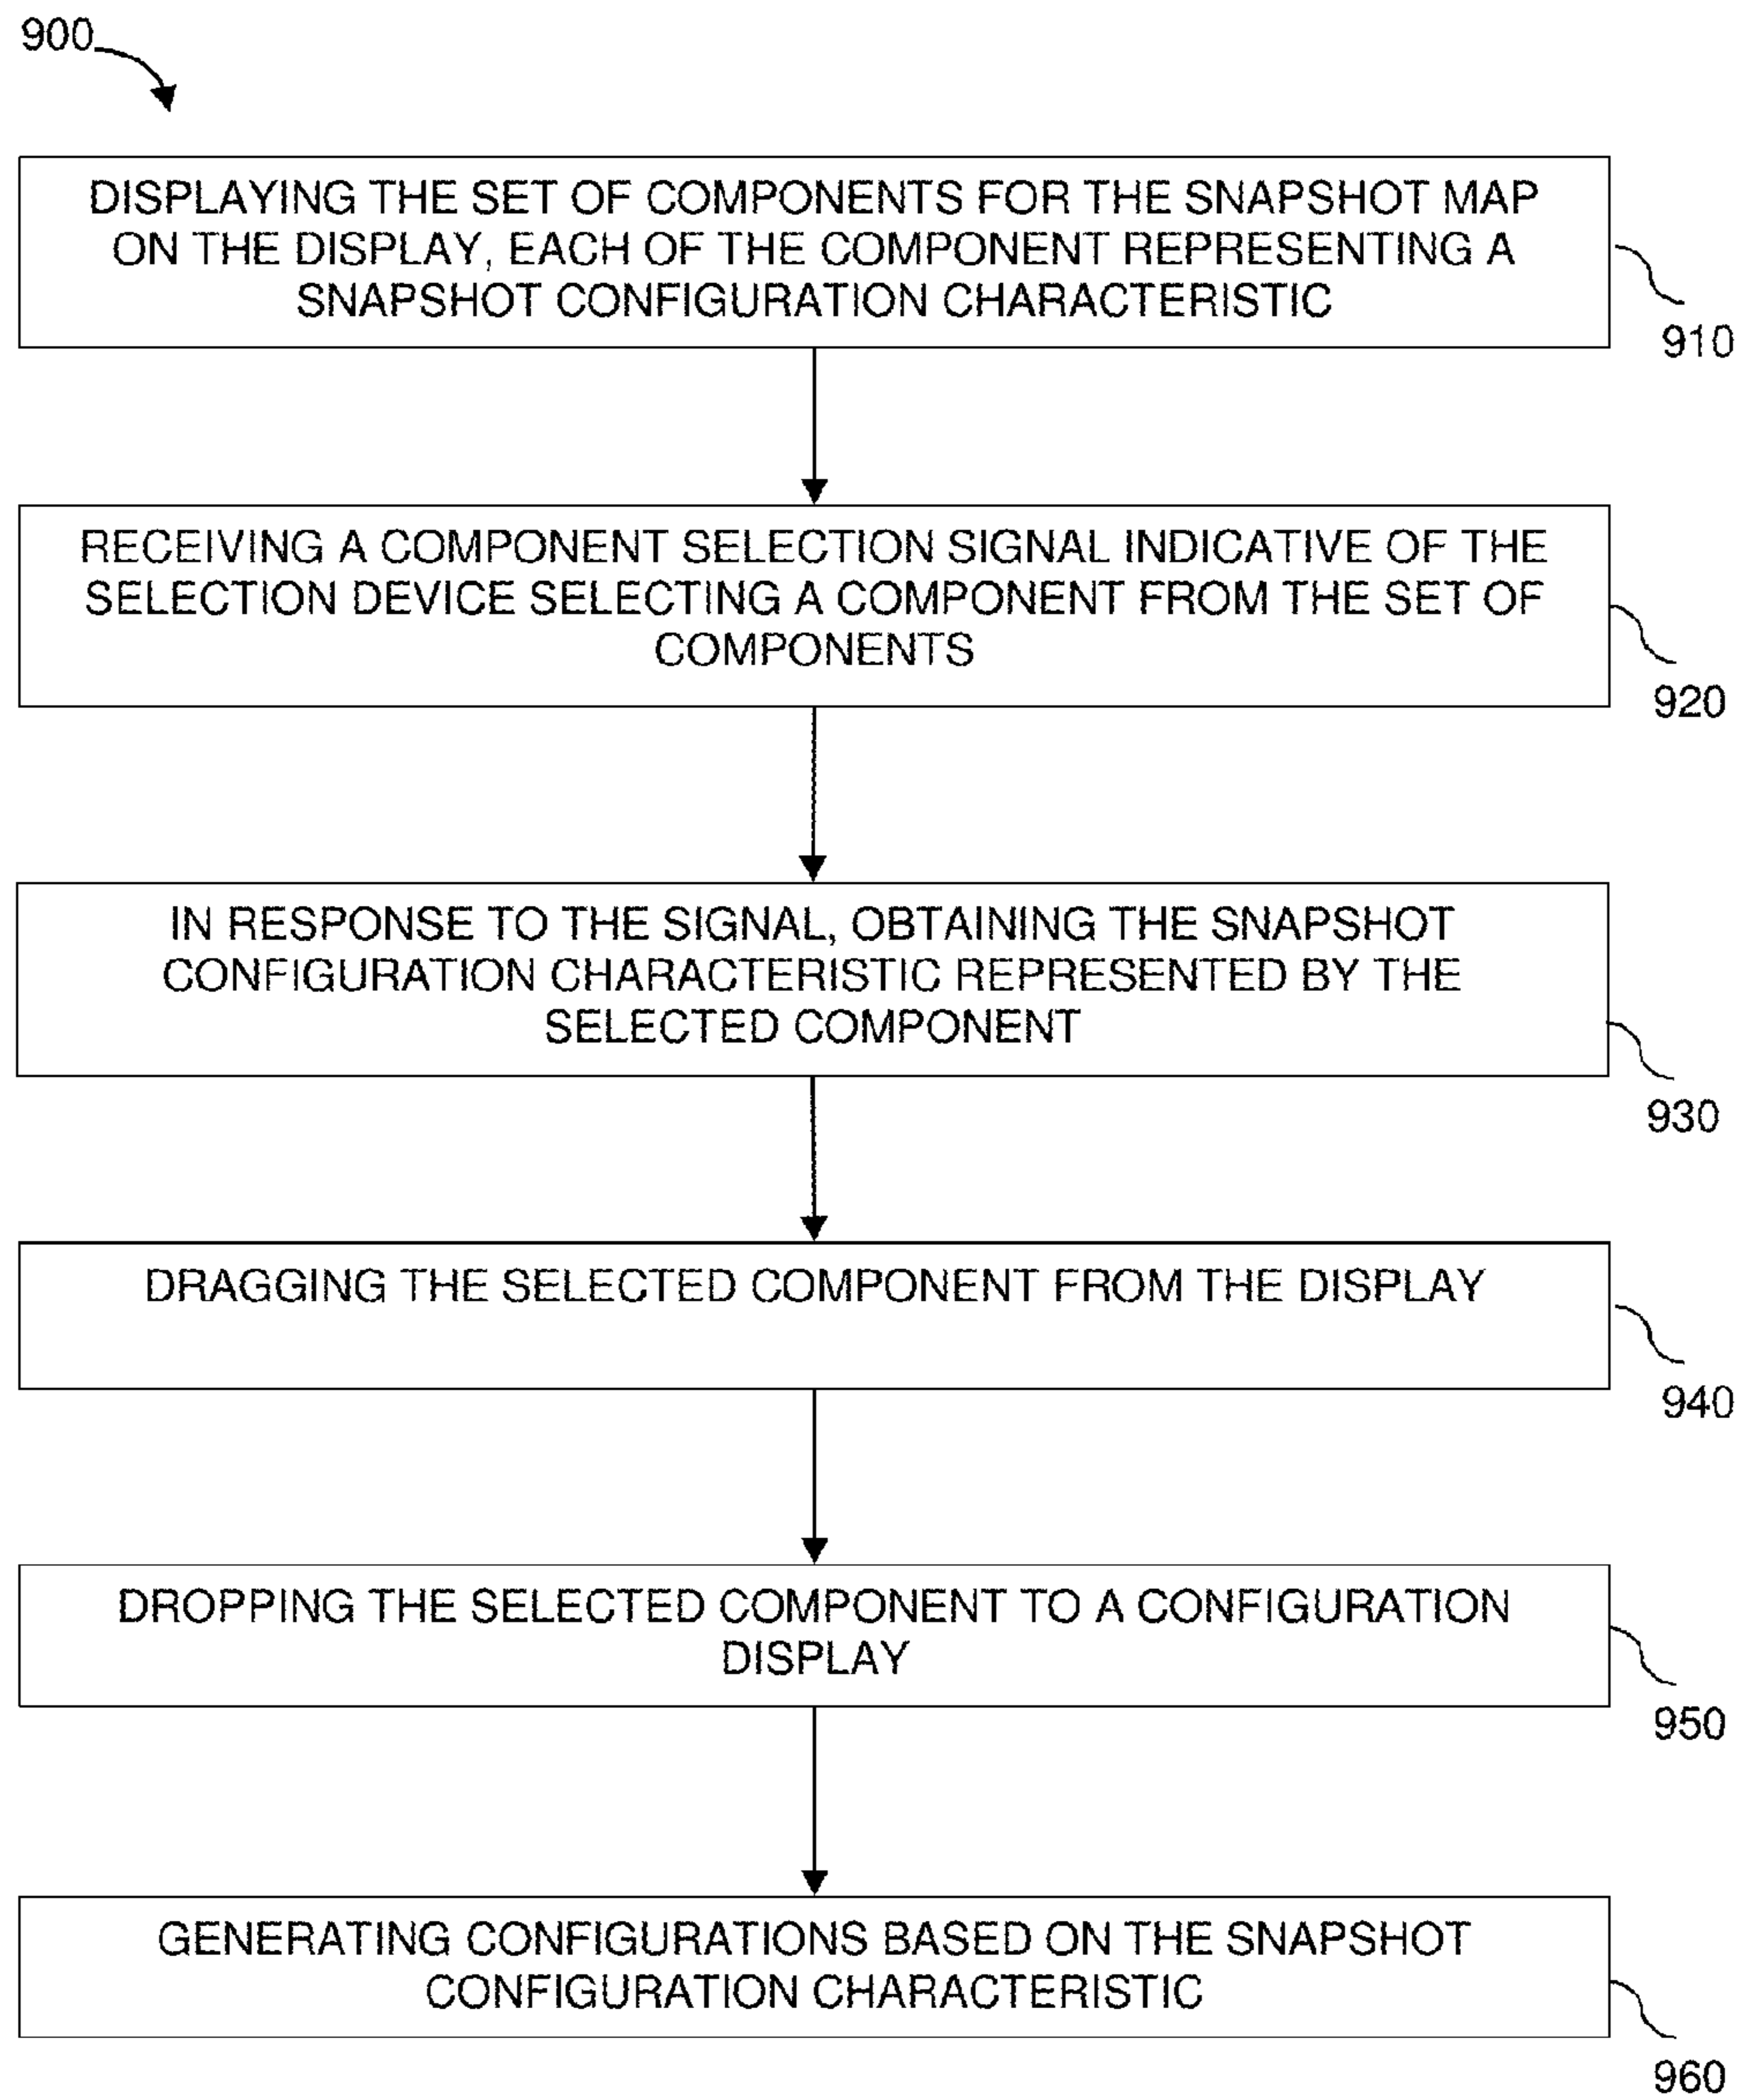 900
DISPLAYING THE SET OF COMPONENTS FOR THE SNAPSHOT MAP
ON THE DISPLAY, EACH OF THE COMPONENT REPRESENTING A
SNAPSHOT CONFIGURATION CHARACTERISTIC
910
RECEIVING A COMPONENT SELECTION SIGNAL INDICATIVE OF THE
SELECTION DEVICE SELECTING A COMPONENT FROM THE SET OF
COMPONENTS
920
IN RESPONSE TO THE SIGNAL, OBTAINING THE SNAPSHOT
CONFIGURATION CHARACTERISTIC REPRESENTED BY THE
SELECTED COMPONENT
930
DRAGGING THE SELECTED COMPONENT FROM THE DISPLAY
940
DROPPING THE SELECTED COMPONENT TO A CONFIGURATION
DISPLAY
950
GENERATING CONFIGURATIONS BASED ON THE SNAPSHOT
CONFIGURATION CHARACTERISTIC
960